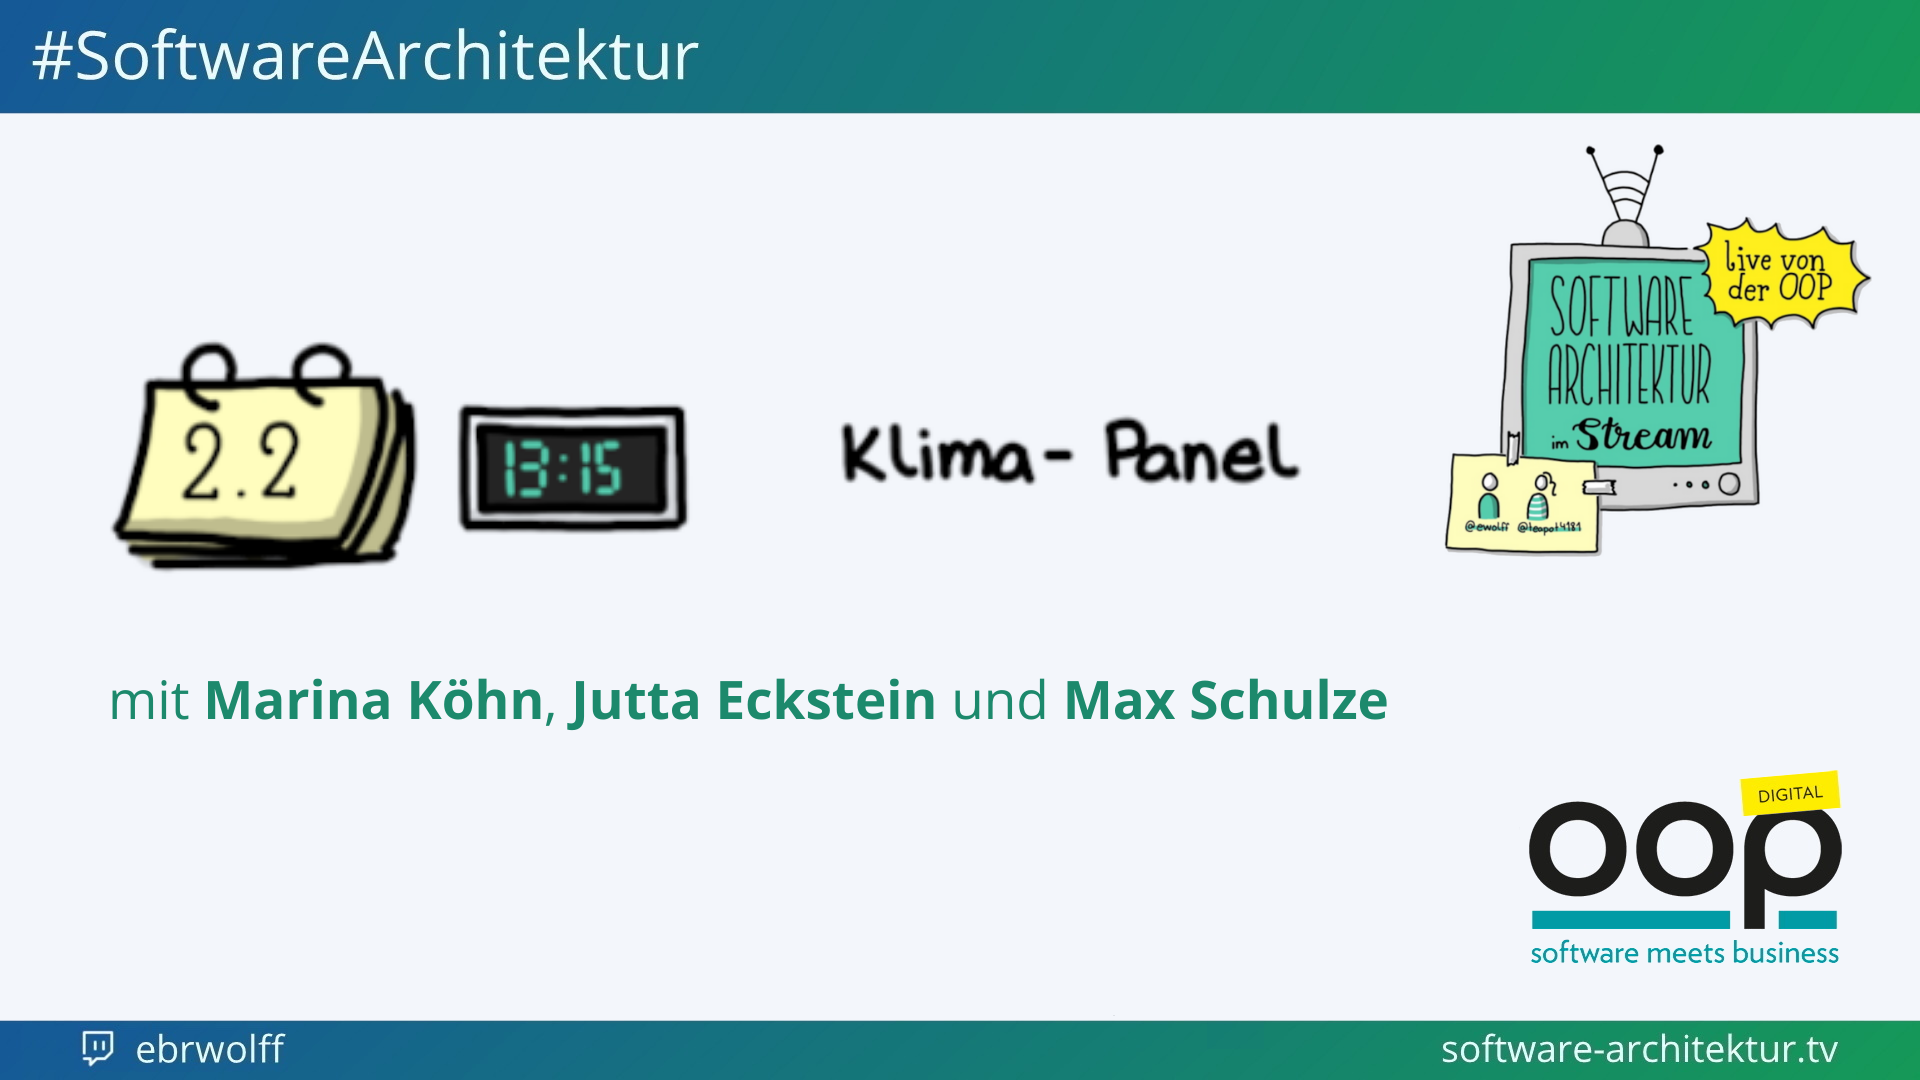 #SoftwareArchitektur
live von
der OOP
SOFTWARE
ARCHITEKTUR
im Stream
@ewolff @teapot4181
2.2
13:15
Klima-Panel
mit Marina Köhn, Jutta Eckstein und Max Schulze
DIGITAL
oop
software meets business
ebrwolff
software-architektur.tv